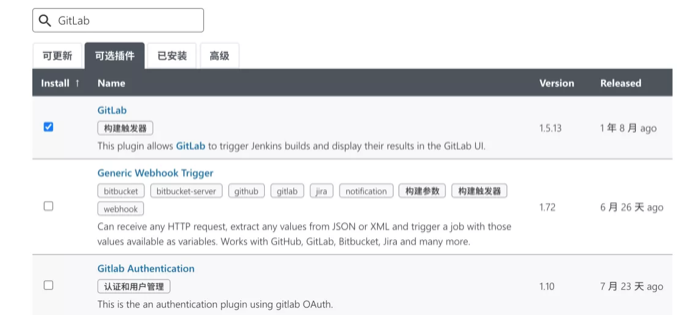 GitLab
可更新 可选插件 已安装 高级
Install ↑ Name Version Released
GitLab
构建触发器
This plugin allows GitLab to trigger Jenkins builds and display their results in the GitLab UI.
1.5.13 1 年 8 月 ago
Generic Webhook Trigger
bitbucket bitbucket-server github gitlab jira notification 构建参数 构建触发器
webhook
1.72 6 月 26 天 ago
Can receive any HTTP request, extract any values from JSON or XML and trigger a job with those
values available as variables. Works with GitHub, GitLab, Bitbucket, Jira and many more.
Gitlab Authentication
认证和用户管理
1.10 7 月 23 天 ago
This is the an authentication plugin using gitlab OAuth.